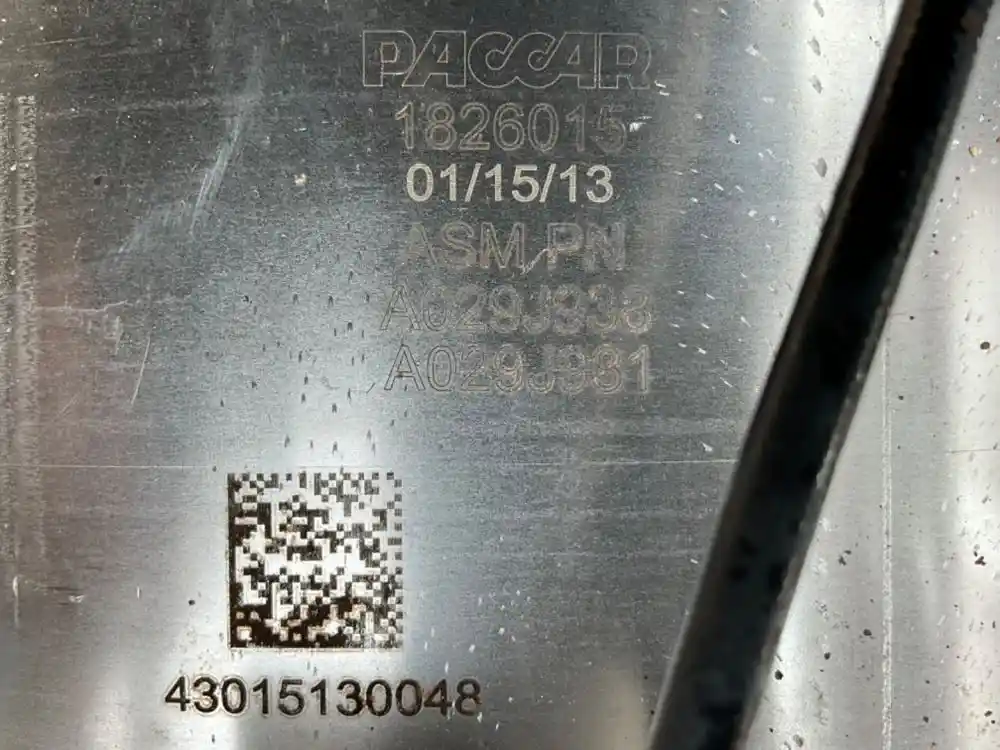 PACCAR
1826015
01/15/13
ASM PN
A029J938
A029J931
43015130048